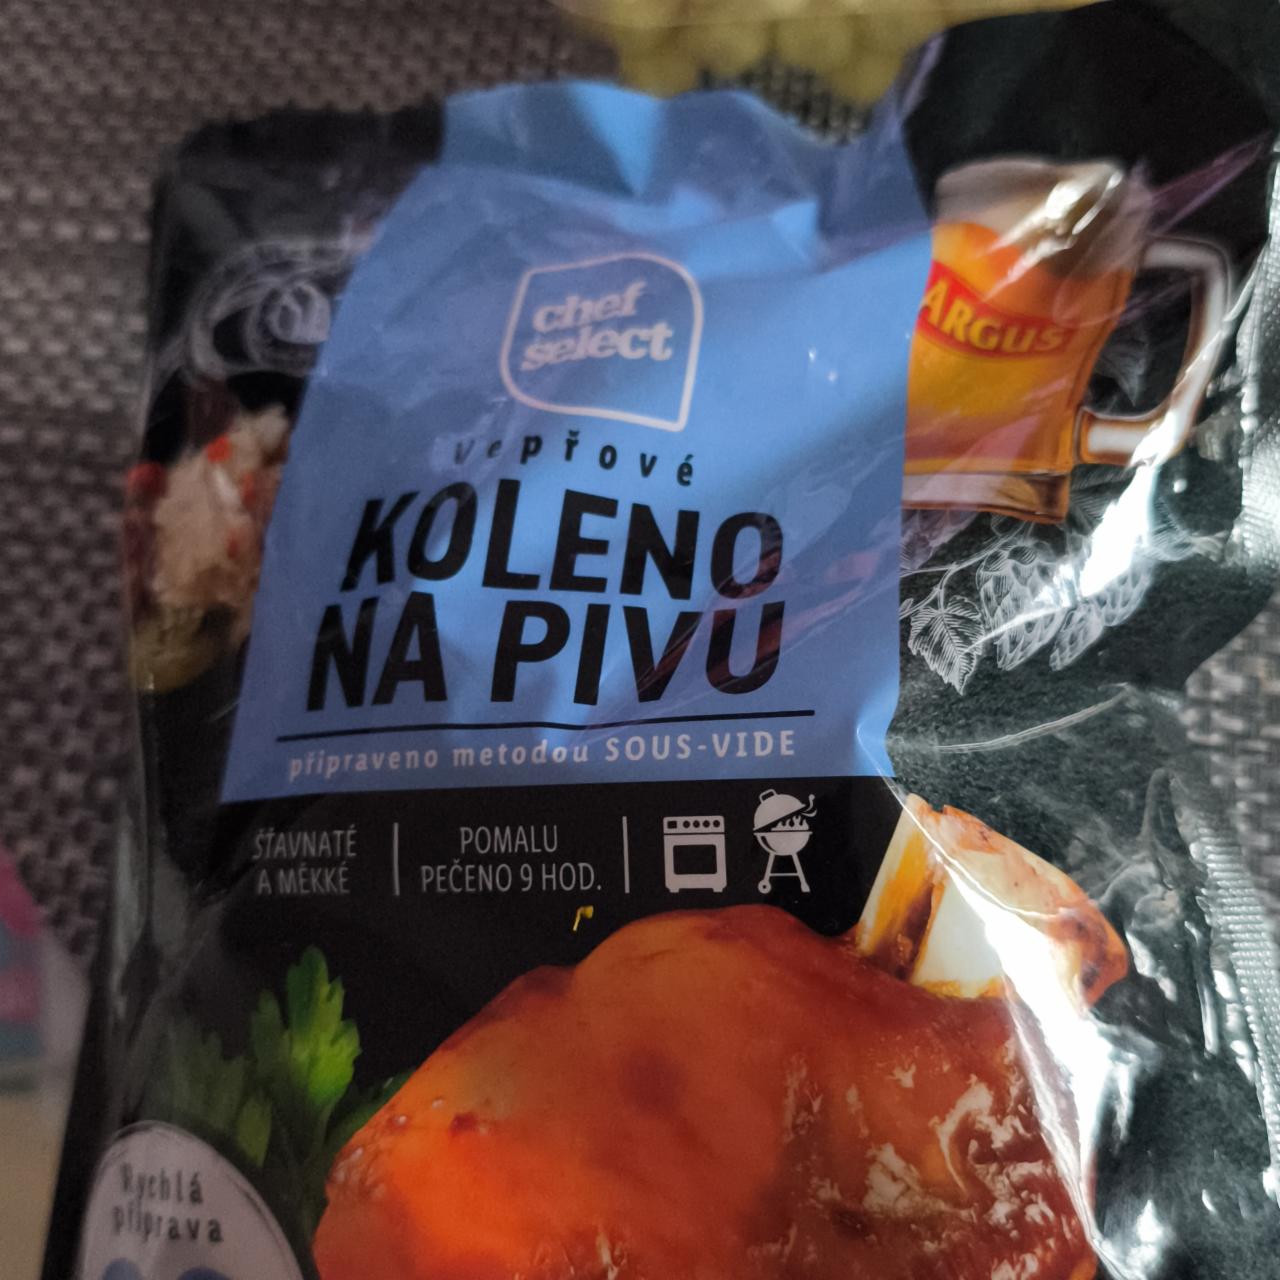 chef
select
ARGUS
vepřové
KOLENO
NA PIVU
připraveno metodou SOUS-VIDE
ŠŤAVNATÉ
A MĚKKÉ
POMALU
PEČENO 9 HOD.
Rychlá
příprava